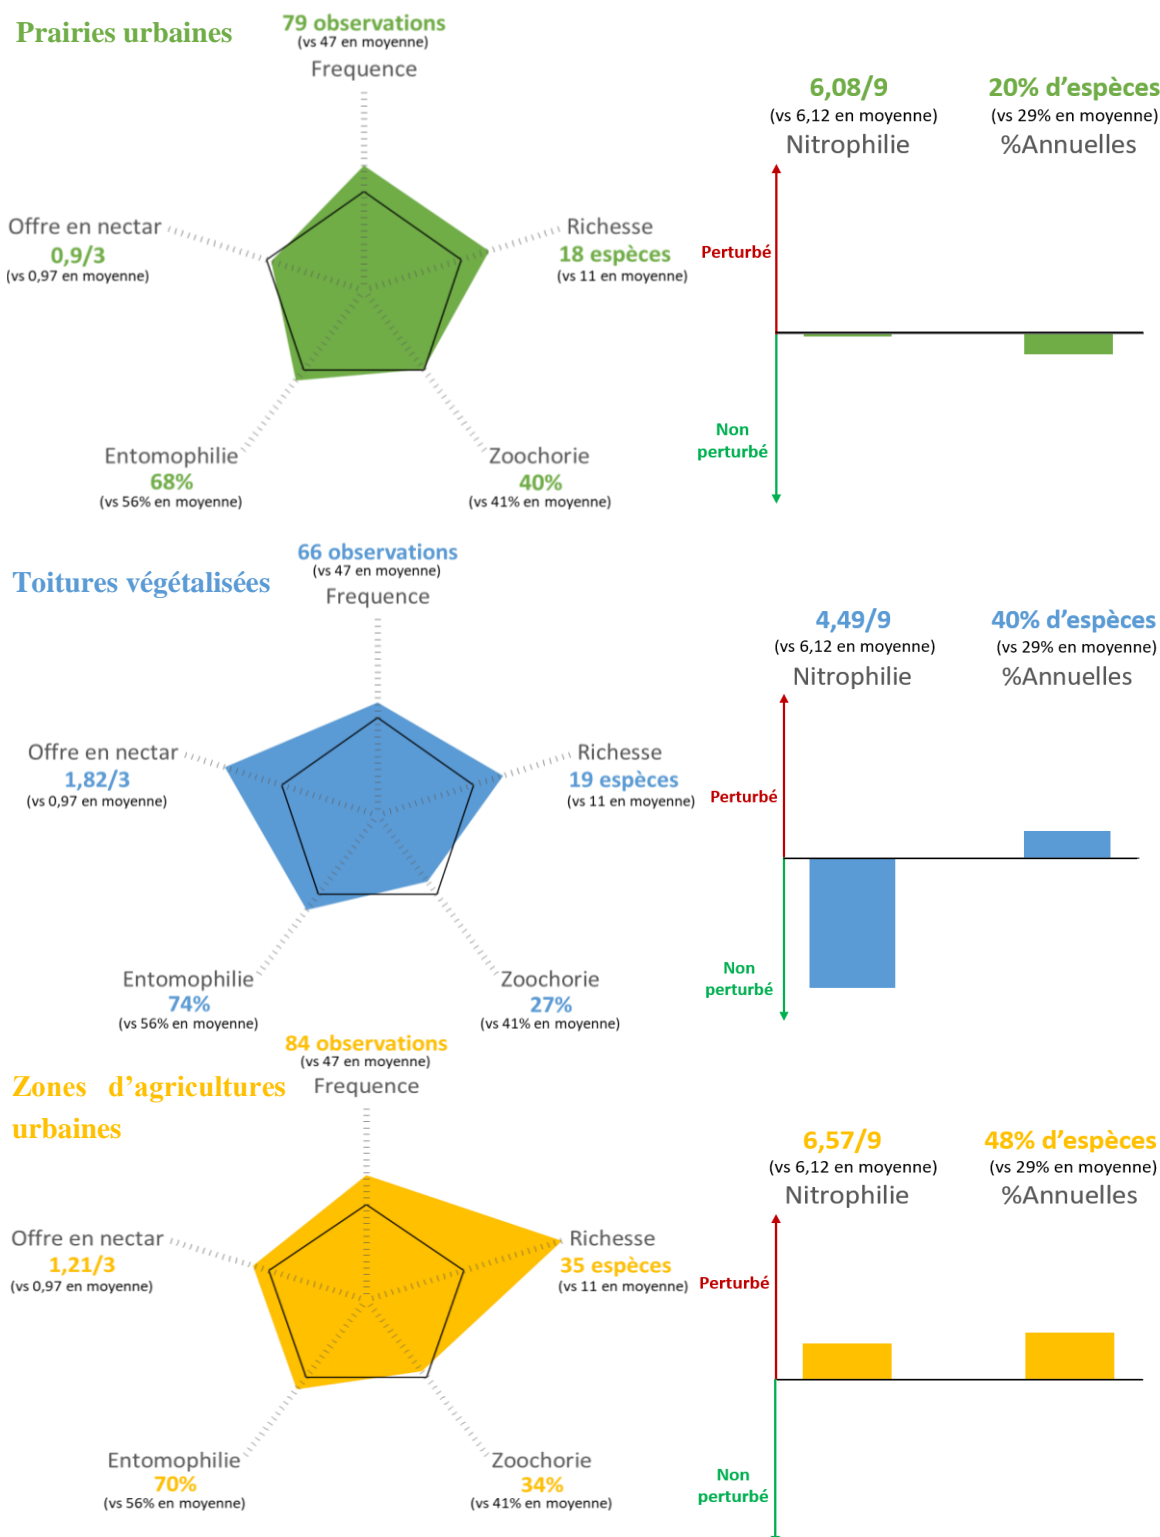 Prairies urbaines
79 observations
(vs 47 en moyenne)
Frequence
Offre en nectar
0,9/3
(vs 0,97 en moyenne)
Richesse
18 espèces
(vs 11 en moyenne)
Entomophilie
68%
(vs 56% en moyenne)
Zoochorie
40%
(vs 41% en moyenne)
6,08/9
(vs 6,12 en moyenne)
Nitrophilie
20% d’espèces
(vs 29% en moyenne)
%Annuelles
Perturbé
Non
perturbé
Toitures végétalisées
66 observations
(vs 47 en moyenne)
Frequence
Offre en nectar
1,82/3
(vs 0,97 en moyenne)
Richesse
19 espèces
(vs 11 en moyenne)
Entomophilie
74%
(vs 56% en moyenne)
Zoochorie
27%
(vs 41% en moyenne)
4,49/9
(vs 6,12 en moyenne)
Nitrophilie
40% d’espèces
(vs 29% en moyenne)
%Annuelles
Perturbé
Non
perturbé
Zones d’agricultures
urbaines
84 observations
(vs 47 en moyenne)
Frequence
Offre en nectar
1,21/3
(vs 0,97 en moyenne)
Richesse
35 espèces
(vs 11 en moyenne)
Entomophilie
70%
(vs 56% en moyenne)
Zoochorie
34%
(vs 41% en moyenne)
6,57/9
(vs 6,12 en moyenne)
Nitrophilie
48% d’espèces
(vs 29% en moyenne)
%Annuelles
Perturbé
Non
perturbé